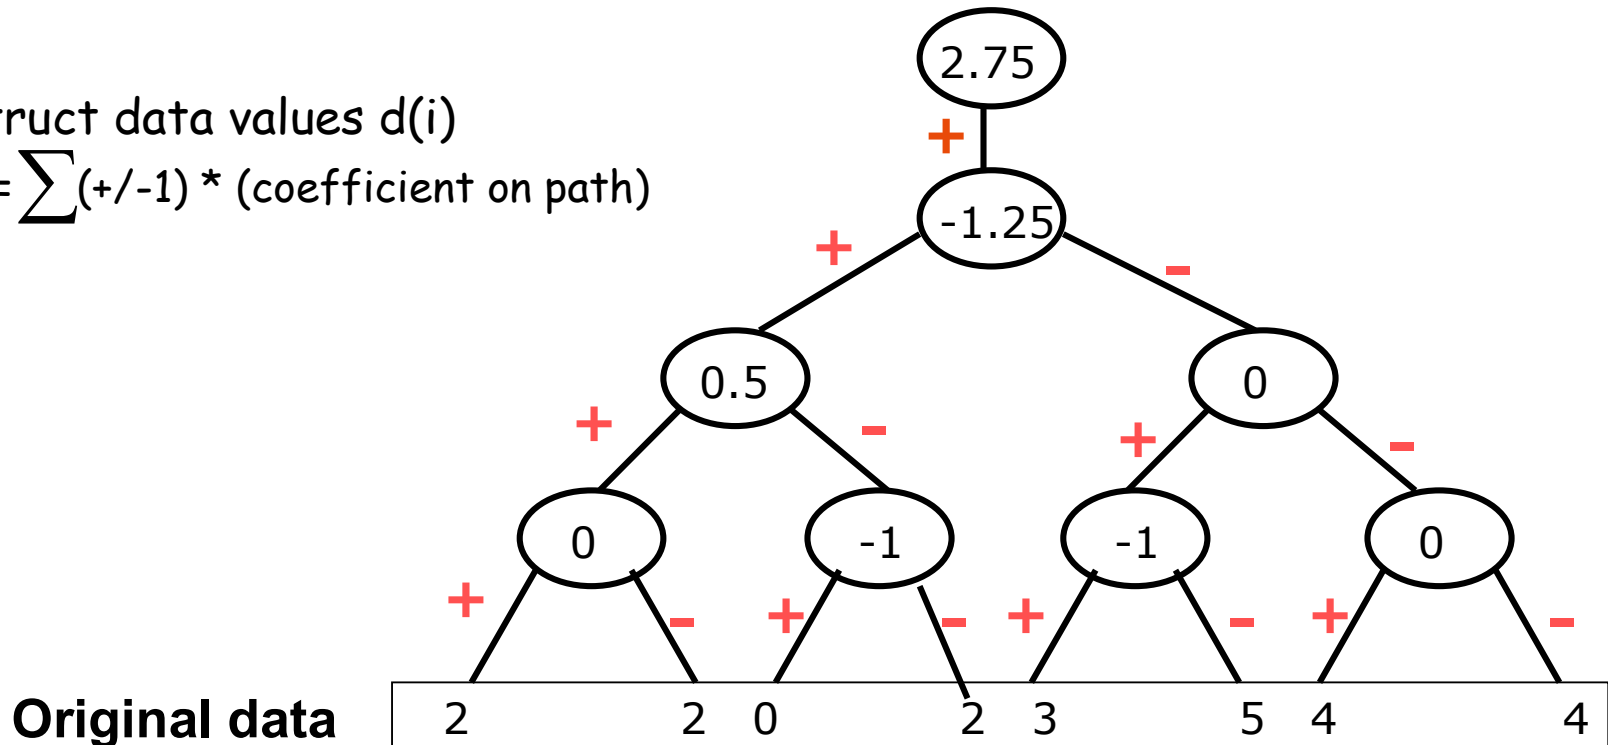 2.75
truct data values d(i)
+
= ∑(+/-1) * (coefficient on path)
-1.25
+ -
0.5 0
+ - + -
0 -1 -1 0
+ - + - + - + -
Original data 2 2 0 2 3 5 4 4